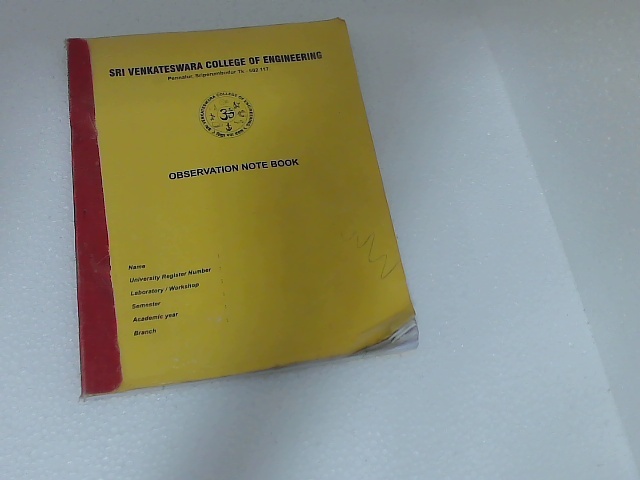 SRI VENKATESWARA COLLEGE OF ENGINEERING
Pennalur, Sriperumbudur Tk. - 602 117.
ॐ
OBSERVATION NOTE BOOK
Name
University Register Number
Laboratory / Workshop
Semester
Academic year
Branch